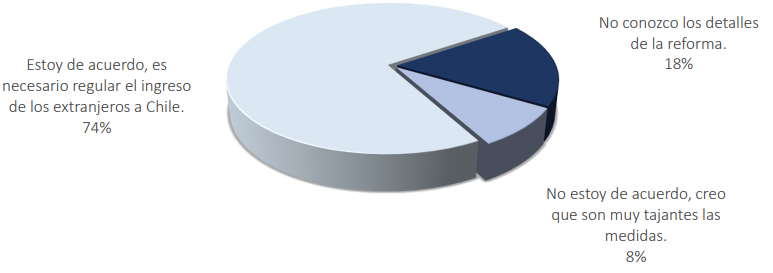 No conozco los detalles
de la reforma.
18%
Estoy de acuerdo, es
necesario regular el ingreso
de los extranjeros a Chile.
74%
No estoy de acuerdo, creo
que son muy tajantes las
medidas.
8%